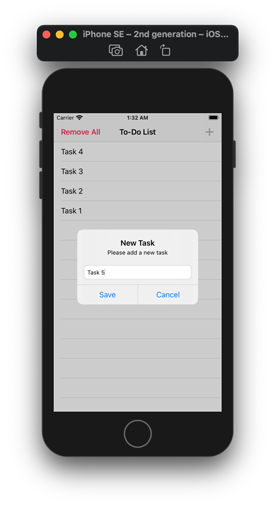 iPhone SE – 2nd generation – iOS...
Carrier
1:32 AM
Remove All
To-Do List
+
Task 4
Task 3
Task 2
Task 1
New Task
Please add a new task
Task 5
Save
Cancel